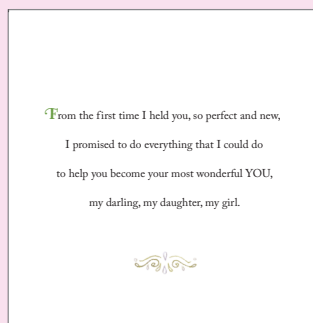 From the first time I held you, so perfect and new,
I promised to do everything that I could do
to help you become your most wonderful YOU,
my darling, my daughter, my girl.